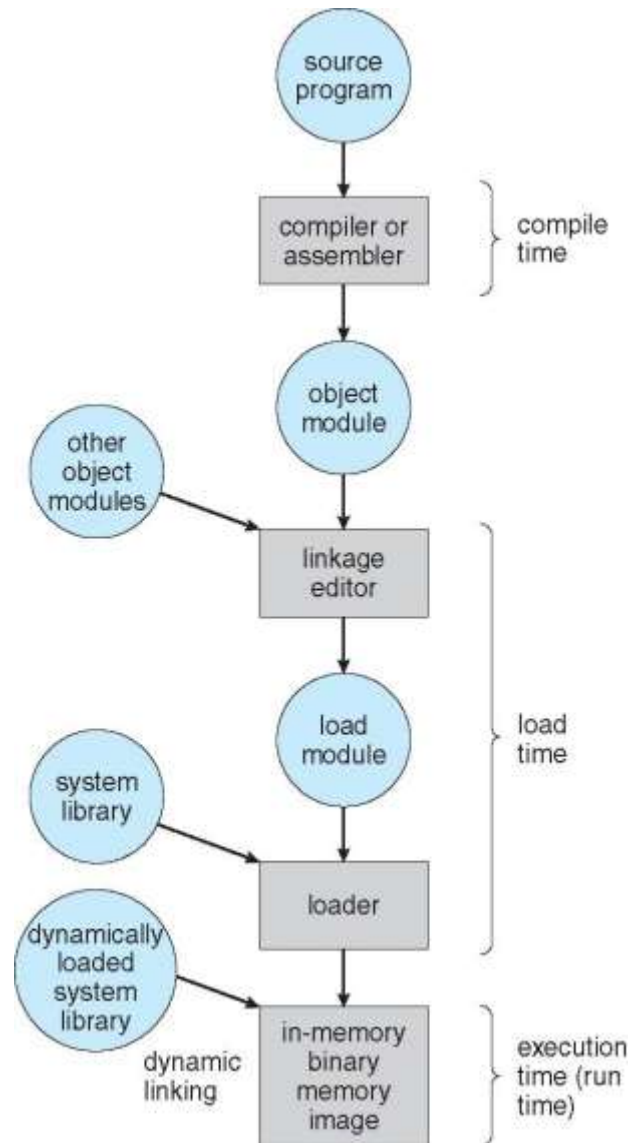 source
program
compiler or
assembler
compile
time
object
module
other
object
modules
linkage
editor
load
module
load
time
system
library
loader
dynamically
loaded
system
library
dynamic
linking
in-memory
binary
memory
image
execution
time (run
time)